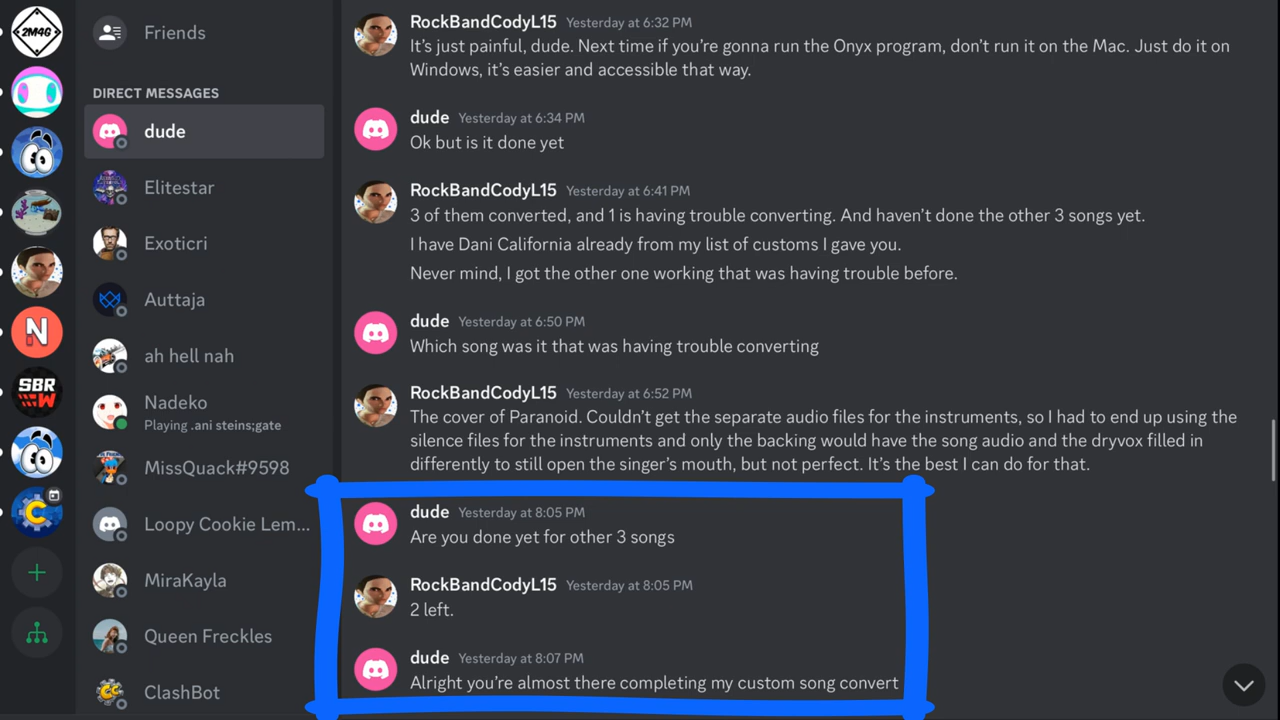 2M4G
N
SBR
W
C
Friends
DIRECT MESSAGES
dude
Elitestar
Exoticri
Auttaja
ah hell nah
Nadeko
Playing .ani steins;gate
MissQuack#9598
Loopy Cookie Lem...
MiraKayla
Queen Freckles
ClashBot
RockBandCodyL15 Yesterday at 6:32 PM
It's just painful, dude. Next time if you're gonna run the Onyx program, don't run it on the Mac. Just do it on
Windows, it's easier and accessible that way.
dude Yesterday at 6:34 PM
Ok but is it done yet
RockBandCodyL15 Yesterday at 6:41 PM
3 of them converted, and 1 is having trouble converting. And haven't done the other 3 songs yet.
I have Dani California already from my list of customs I gave you.
Never mind, I got the other one working that was having trouble before.
dude Yesterday at 6:50 PM
Which song was it that was having trouble converting
RockBandCodyL15 Yesterday at 6:52 PM
The cover of Paranoid. Couldn't get the separate audio files for the instruments, so I had to end up using the
silence files for the instruments and only the backing would have the song audio and the dryvox filled in
differently to still open the singer's mouth, but not perfect. It's the best I can do for that.
dude Yesterday at 8:05 PM
Are you done yet for other 3 songs
RockBandCodyL15 Yesterday at 8:05 PM
2 left.
dude Yesterday at 8:07 PM
Alright you're almost there completing my custom song convert